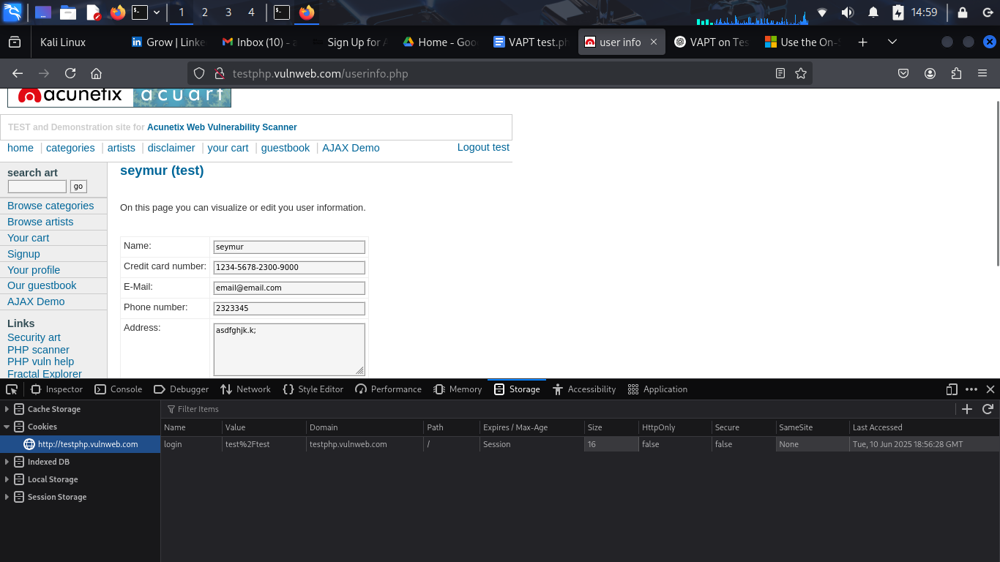 1 2 3 4 14:59
Kali Linux Grow | Linke Inbox (10) - a Sign Up for A Home - Goo VAPT test.ph user info VAPT on Tes Use the On-S
testphp.vulnweb.com/userinfo.php
acunetix acuart
TEST and Demonstration site for Acunetix Web Vulnerability Scanner
home | categories | artists | disclaimer | your cart | guestbook | AJAX Demo Logout test
search art
go
Browse categories
Browse artists
Your cart
Signup
Your profile
Our guestbook
AJAX Demo
Links
Security art
PHP scanner
PHP vuln help
Fractal Explorer
seymur (test)
On this page you can visualize or edit you user information.
Name: seymur
Credit card number: 1234-5678-2300-9000
E-Mail: email@email.com
Phone number: 2323345
Address: asdfghjk.k;
Inspector Console Debugger Network Style Editor Performance Memory Storage Accessibility Application
Cache Storage
Cookies
http://testphp.vulnweb.com
Indexed DB
Local Storage
Session Storage
Filter Items
Name Value Domain Path Expires / Max-Age Size HttpOnly Secure SameSite Last Accessed
login test%2Ftest testphp.vulnweb.com / Session 16 false false None Tue, 10 Jun 2025 18:56:28 GMT